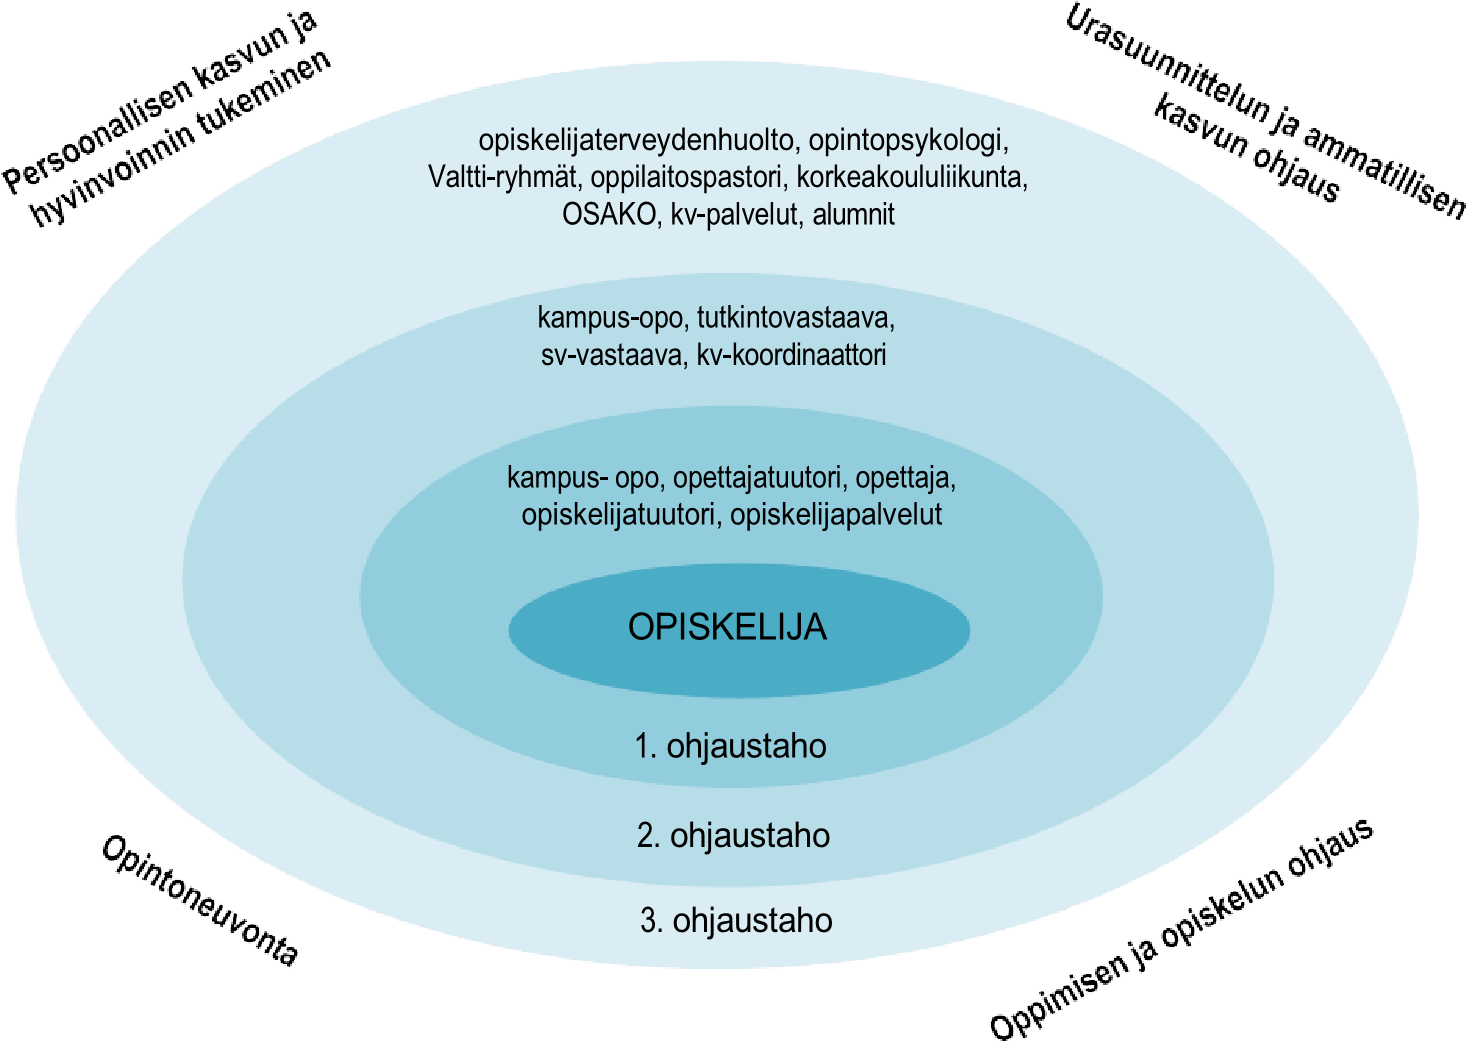 Persoonallisen kasvun ja
hyvinvoinnin tukeminen
Urasuunnittelun ja ammatillisen
kasvun ohjaus
opiskelijaterveydenhuolto, opintopsykologi,
Valtti-ryhmät, oppilaitospastori, korkeakoululiikunta,
OSAKO, kv-palvelut, alumnit
kampus-opo, tutkintovastaava,
sv-vastaava, kv-koordinaattori
kampus- opo, opettajatuutori, opettaja,
opiskelijatuutori, opiskelijapalvelut
OPISKELIJA
1. ohjaustaho
2. ohjaustaho
3. ohjaustaho
Opintoneuvonta
Oppimisen ja opiskelun ohjaus